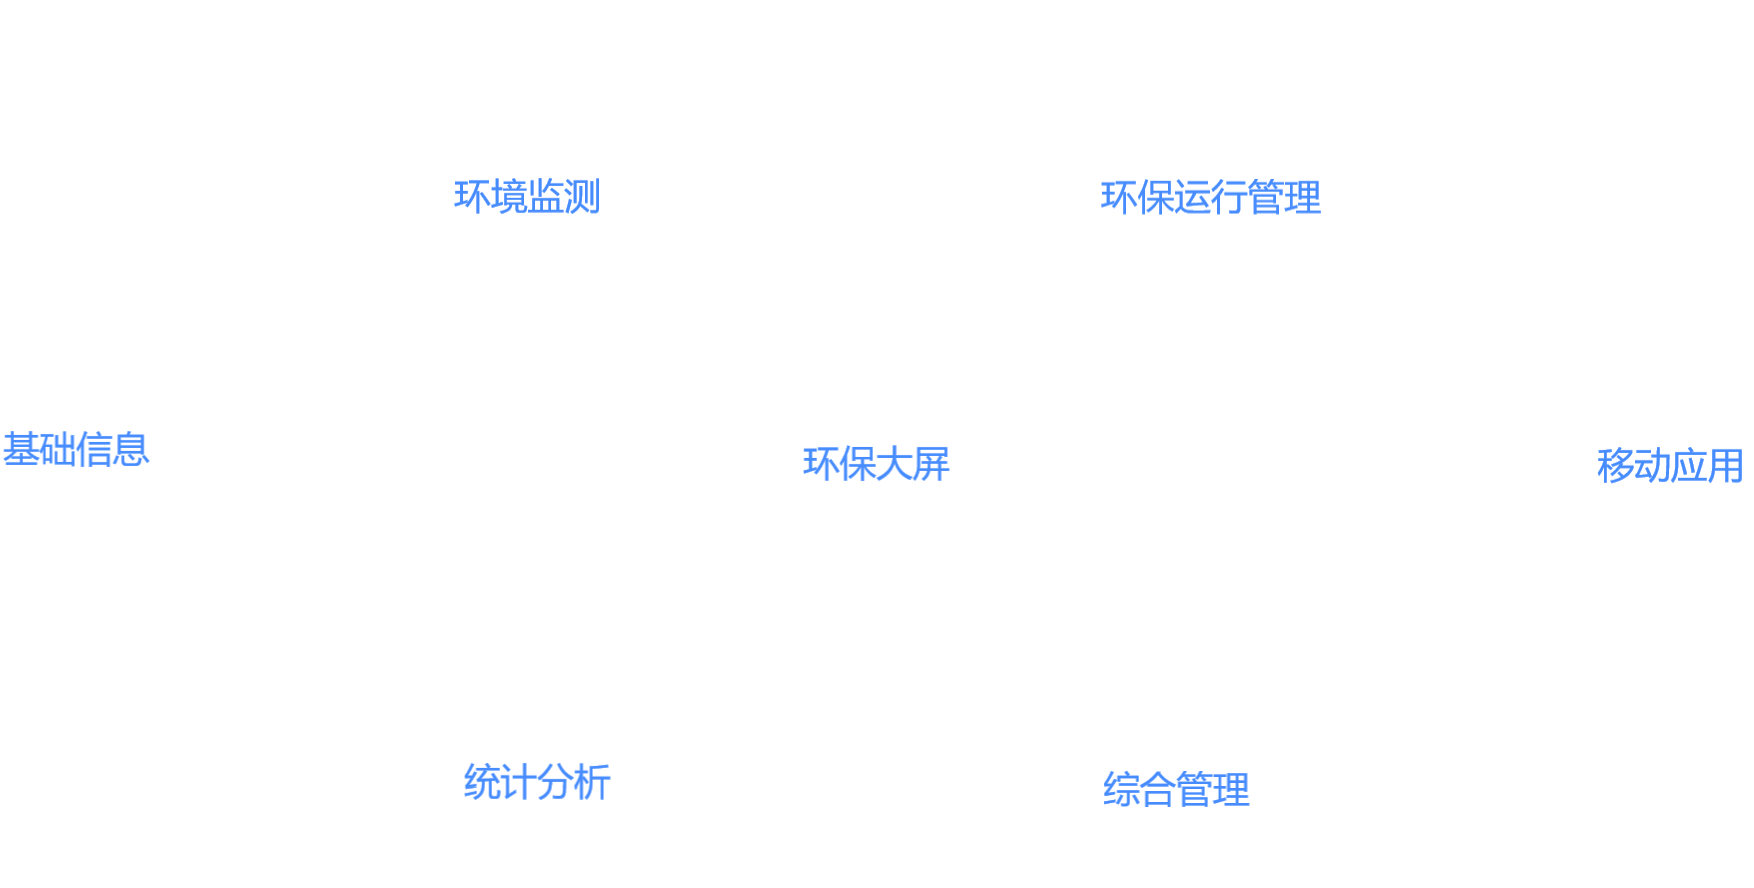 环境监测
环保运行管理
基础信息
环保大屏
移动应用
统计分析
综合管理